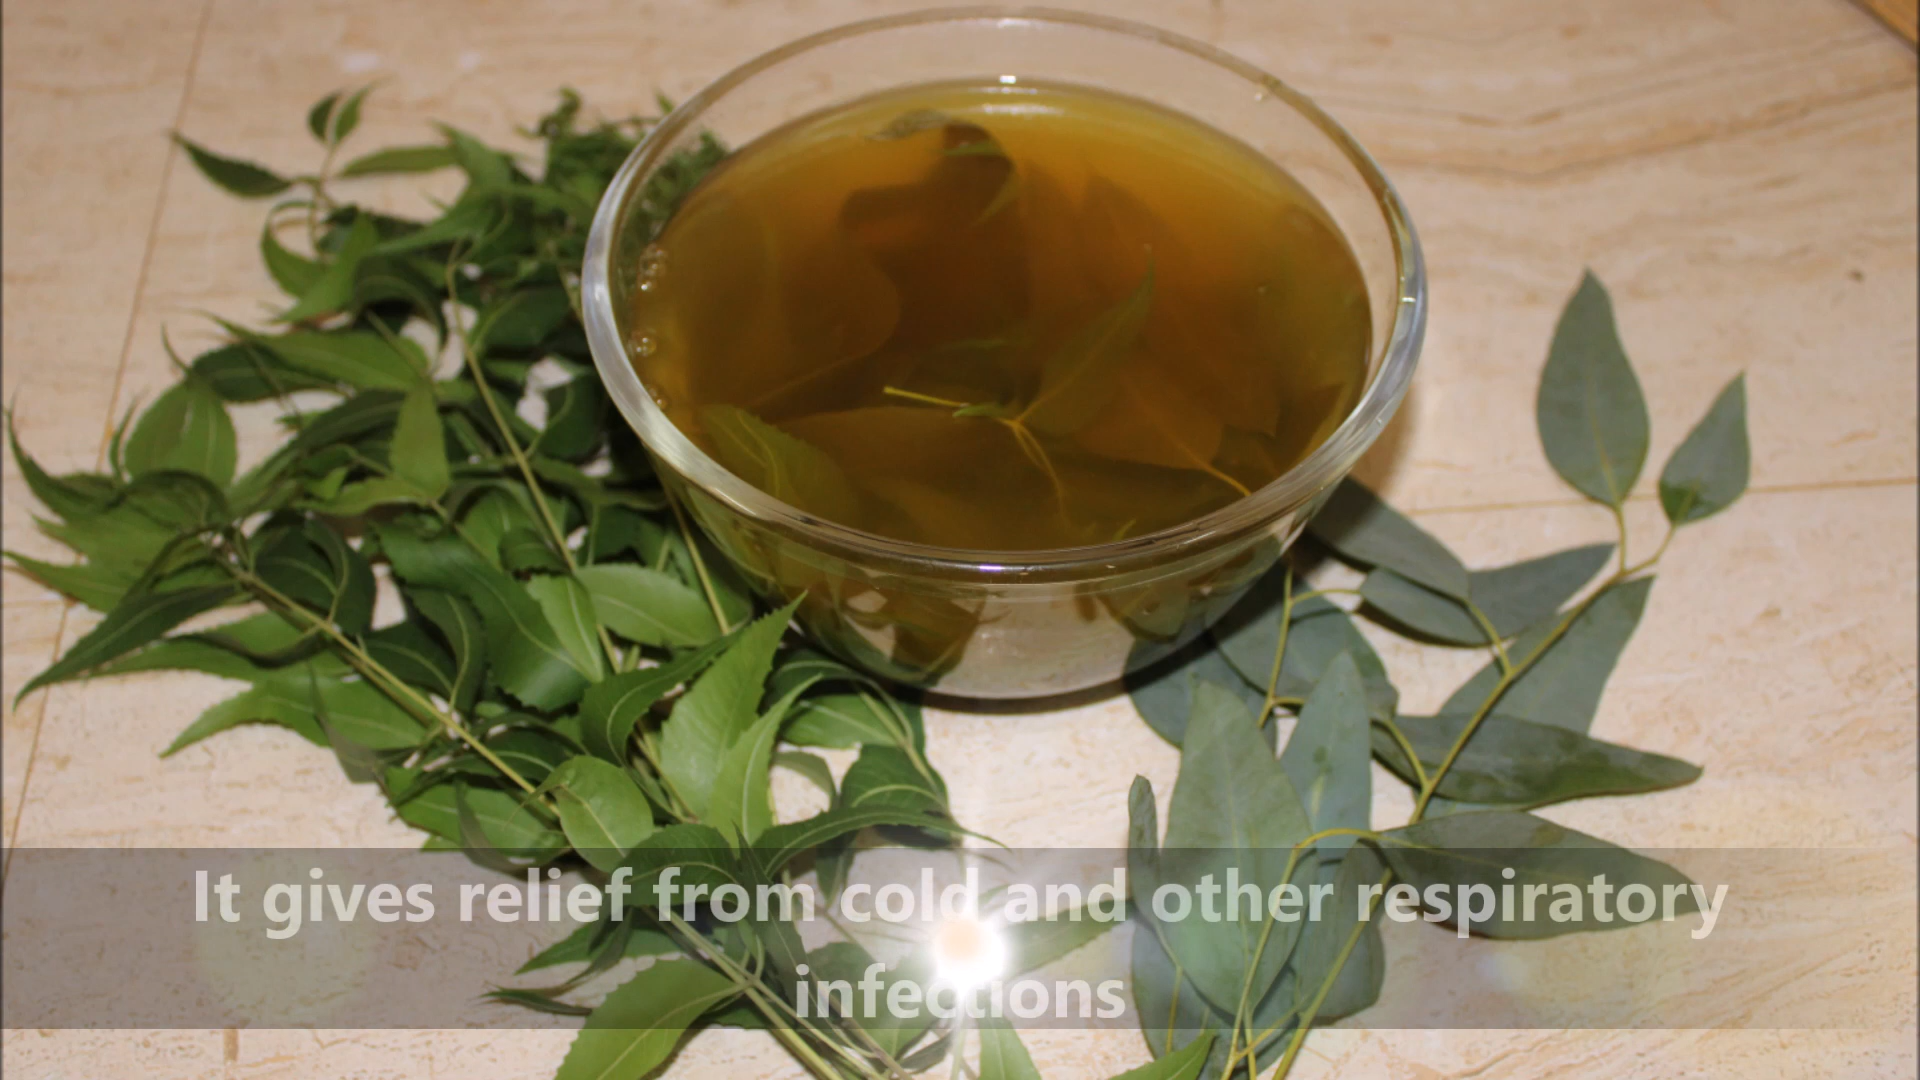 It gives relief from cold and other respiratory
infections